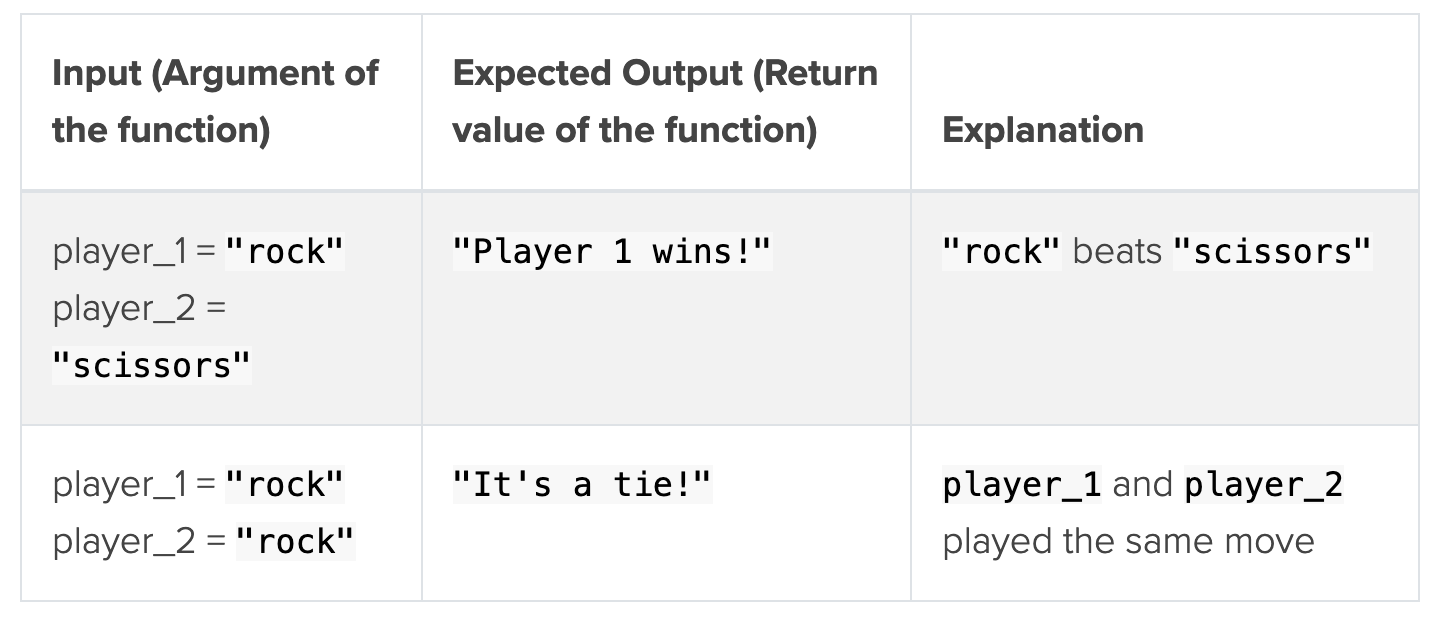 Input (Argument of
the function)
Expected Output (Return
value of the function)
Explanation
player_1 = "rock"
player_2 =
"scissors"
"Player 1 wins!"
"rock" beats "scissors"
player_1 = "rock"
player_2 = "rock"
"It's a tie!"
player_1 and player_2
played the same move